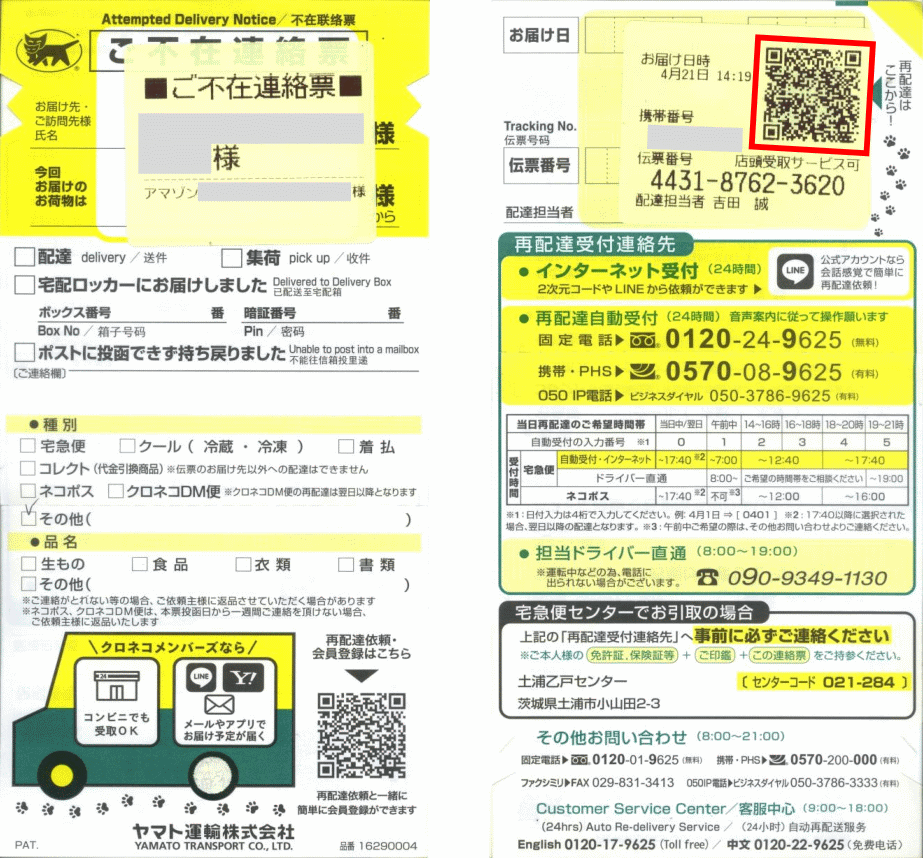 Attempted Delivery Notice / 不在联络票
ご不在連絡票
■ご不在連絡票■
お届け先・
ご訪問先様
氏名
様
様
今回
お届けの
お荷物は
アマゾン
様
様
から
配達 delivery / 送件
集荷 pick up / 收件
宅配ロッカーにお届けしました Delivered to Delivery Box
已配送至宅配箱
ボックス番号 番 暗証番号 番
Box No / 箱子号码 Pin / 密码
ポストに投函できず持ち戻りました Unable to post into a mailbox
不能往信箱投里递
〔ご連絡欄〕
●種別
宅急便 クール（冷蔵・冷凍） 着払
コレクト（代金引換商品）※伝票のお届け先以外への配達はできません
ネコポス クロネコDM便 ※クロネコDM便の再配達は翌日以降となります
その他( )
●品名
生もの 食品 衣類 書類
その他( )
※ご連絡がとれない等の場合、ご依頼主様に返品させていただく場合があります
※ネコポス、クロネコDM便は、本票投函日から一週間ご連絡を頂けない場合、
ご依頼主様に返品いたします
クロネコメンバーズなら
コンビニでも
受取OK
LINE
Y!
メールやアプリで
お届け予定が届く
再配達依頼・
会員登録はこちら
再配達依頼と一緒に
簡単に会員登録ができます
ヤマト運輸株式会社
PAT. YAMATO TRANSPORT CO., LTD. 品番 16290004
お届け日
お届け日時
4月21日 14:19
再配達は
ここから！
携帯番号
Tracking No.
伝票号码
伝票番号
伝票番号 店頭受取サービス可
4431-8762-3620
配達担当者 吉田 誠
配達担当者
再配達受付連絡先
●インターネット受付（24時間）
2次元コードやLINEから依頼ができます▶
LINE
公式アカウントなら
会話感覚で簡単に
再配達依頼！
●再配達自動受付（24時間）音声案内に従って操作願います
固定電話▶ 0120-24-9625（無料）
携帯・PHS▶ 0570-08-9625（有料）
050 IP電話▶ビジネスダイヤル 050-3786-9625（有料）
当日再配達のご希望時間帯 当日中/翌日 午前中 14~16時 16~18時 18~20時 19~21時
自動受付の入力番号 ※1 0 1 2 3 4 5
受付時間
宅急便 自動受付・インターネット ~17:40※2 ~7:00 ~12:40 ~17:40
ドライバー直通 8:00~ ご希望の時間帯をご相談ください ~19:00
ネコポス ~17:40※2 不可※3 ~12:00 ~16:00
※1:日付入力は4桁で入力してください。例:4月1日⇒[0401] ※2:17:40以降に選択された
場合、翌日以降の配達となります。※3:午前中ご希望の際は、その他お問い合わせよりご連絡ください。
●担当ドライバー直通（8:00~19:00）
※運転中などの為、電話に
出られない場合がございます。
☎ 090-9349-1130
宅急便センターでお引取の場合
上記の「再配達受付連絡先」へ事前に必ずご連絡ください
※ご本人様の（免許証、保険証等）＋（ご印鑑）＋（この連絡票）をご持参ください。
土浦乙戸センター 〔センターコード 021-284〕
茨城県土浦市小山田2-3
その他お問い合わせ（8:00~21:00）
固定電話▶ 0120-01-9625（無料） 携帯・PHS▶ 0570-200-000（有料）
ファクシミリ▶FAX 029-831-3413 050IP電話▶ビジネスダイヤル 050-3786-3333（有料）
Customer Service Center／客服中心（9:00~18:00）
(24hrs) Auto Re-delivery Service / (24小时)自动再配送服务
English 0120-17-9625 (Toll free) / 中文 0120-22-9625 (免费电话)